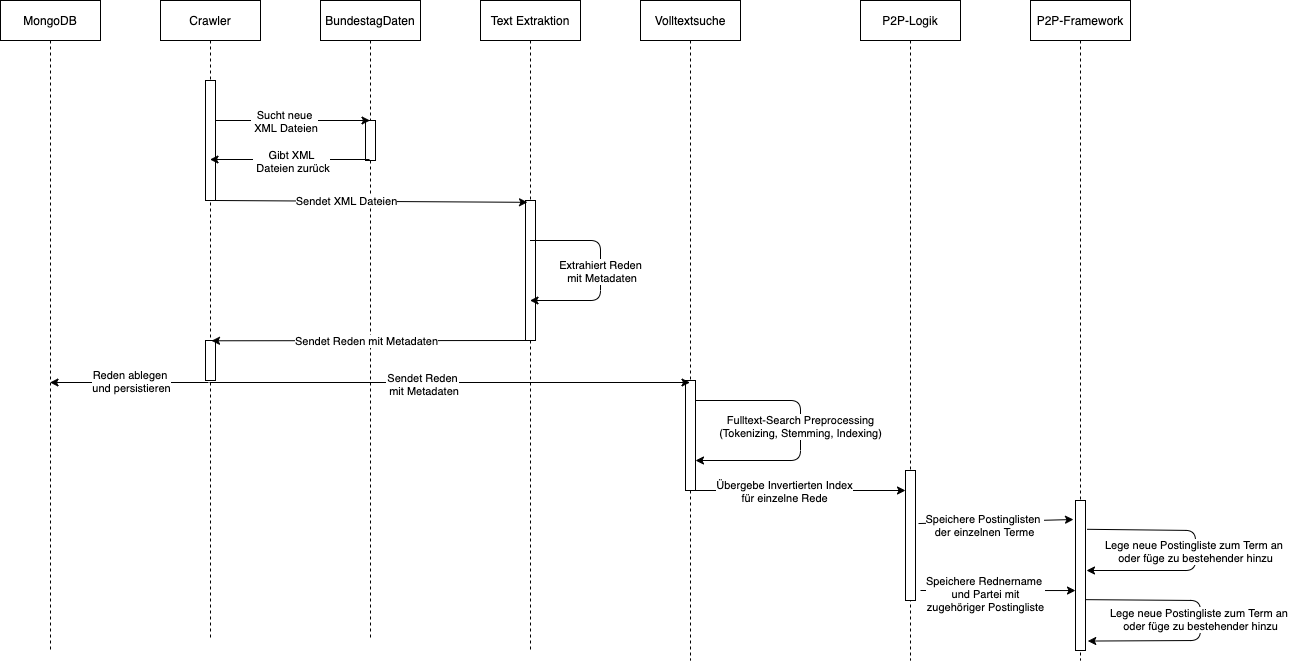 MongoDB
Crawler
BundestagDaten
Text Extraktion
Volltextsuche
P2P-Logik
P2P-Framework
Sucht neue
XML Dateien
Gibt XML
Dateien zurück
Sendet XML Dateien
Extrahiert Reden
mit Metadaten
Sendet Reden mit Metadaten
Reden ablegen
und persistieren
Sendet Reden
mit Metadaten
Fulltext-Search Preprocessing
(Tokenizing, Stemming, Indexing)
Übergebe Invertierten Index
für einzelne Rede
Speichere Postinglisten
der einzelnen Terme
Lege neue Postingliste zum Term an
oder füge zu bestehender hinzu
Speichere Rednername
und Partei mit
zugehöriger Postingliste
Lege neue Postingliste zum Term an
oder füge zu bestehender hinzu